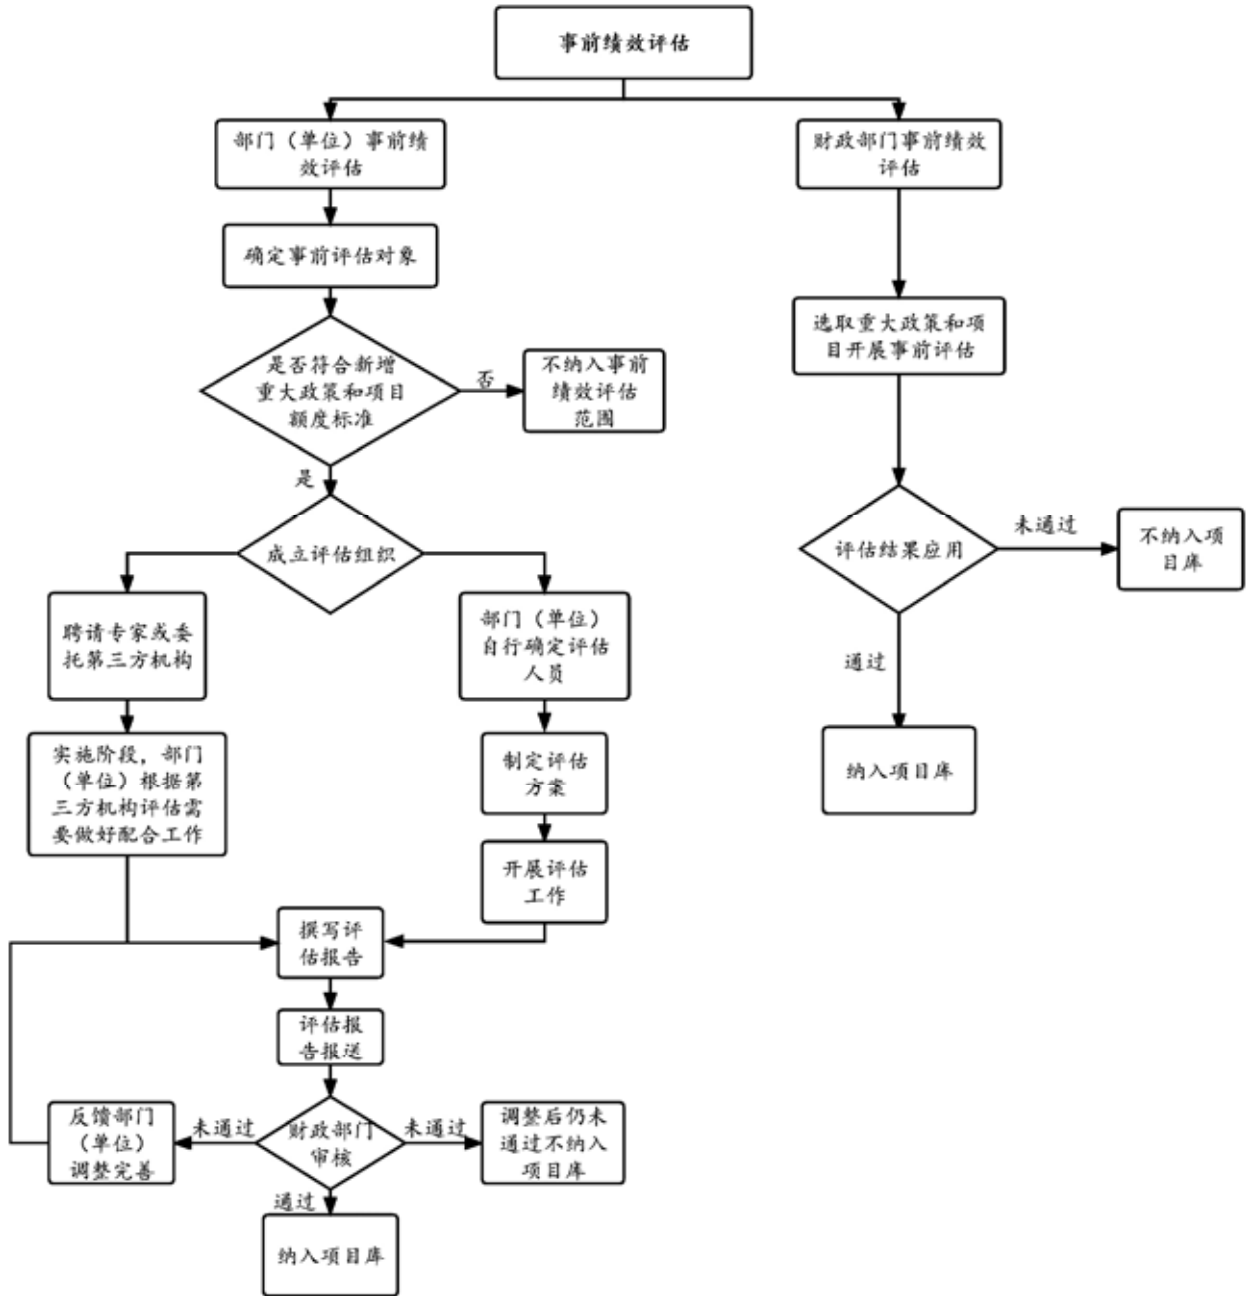 事前绩效评估
部门（单位）事前绩
效评估
财政部门事前绩效
评估
确定事前评估对象
选取重大政策和项
目开展事前评估
是否符合新增
重大政策和项目
额度标准
否
不纳入事前
绩效评估
范围
是
成立评估组织
评估结果应用
未通过
不纳入项
目库
通过
纳入项目库
聘请专家或委
托第三方机构
部门（单位）
自行确定评估
人员
实施阶段，部门
（单位）根据第
三方机构评估需
要做好配合工作
制定评估
方案
开展评估
工作
撰写评
估报告
评估报
告报送
财政部门
审核
未通过
反馈部门
（单位）
调整完善
未通过
调整后仍未
通过不纳入
项目库
通过
纳入项目库